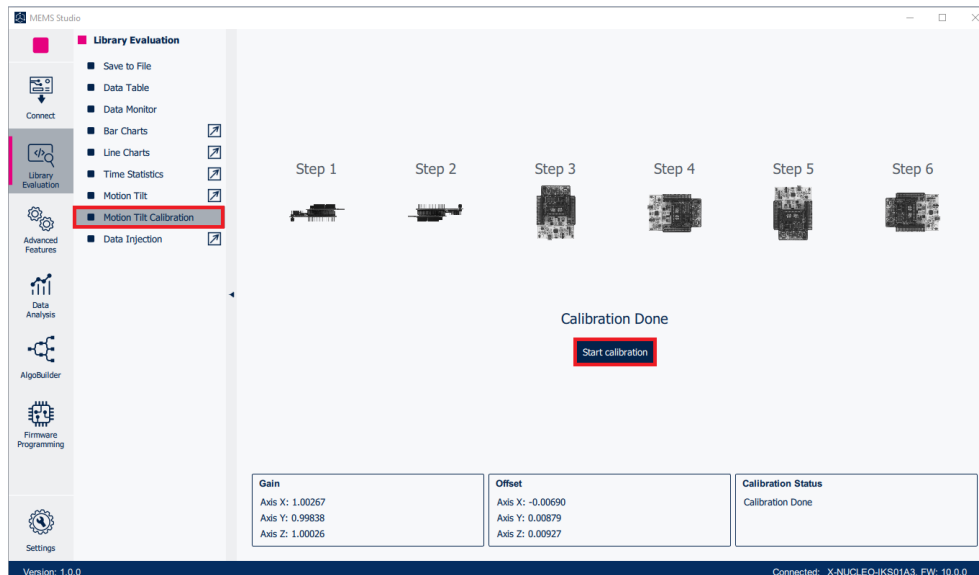 MEMS Studio
Connect
Library
Evaluation
Advanced
Features
Data
Analysis
AlgoBuilder
Firmware
Programming
Settings
Library Evaluation
Save to File
Data Table
Data Monitor
Bar Charts
Line Charts
Time Statistics
Motion Tilt
Motion Tilt Calibration
Data Injection
Step 1 Step 2 Step 3 Step 4 Step 5 Step 6
Calibration Done
Start calibration
Gain
Axis X: 1.00267
Axis Y: 0.99838
Axis Z: 1.00026
Offset
Axis X: -0.00690
Axis Y: 0.00879
Axis Z: 0.00927
Calibration Status
Calibration Done
Version: 1.0.0
Connected: X-NUCLEO-IKS01A3, FW: 10.0.0